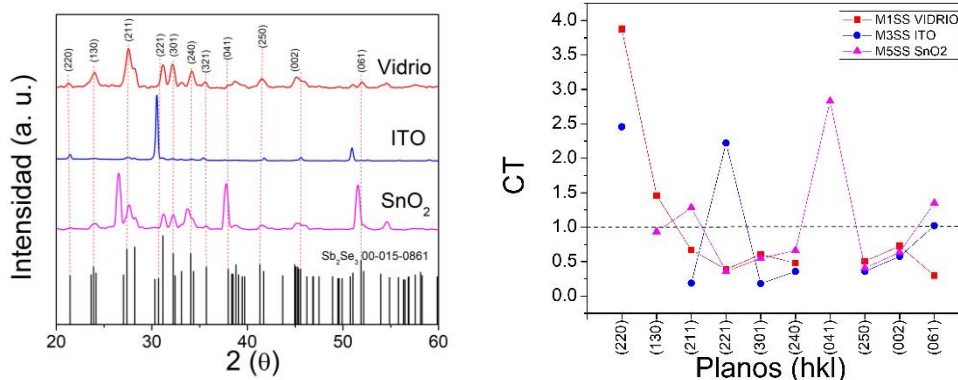 Intensidad (a. u.)
(220)
(130)
(211)
(221)
(301)
(240)
(321)
(041)
(250)
(002)
(061)
Vidrio
ITO
SnO₂
Sb₂Se₃ 00-015-0861
20 30 40 50 60
2 (θ)
CT
4.0
3.5
3.0
2.5
2.0
1.5
1.0
0.5
0.0
M1SS VIDRIO
M3SS ITO
M5SS SnO2
(220)
(130)
(211)
(221)
(301)
(240)
(041)
(250)
(002)
(061)
Planos (hkl)